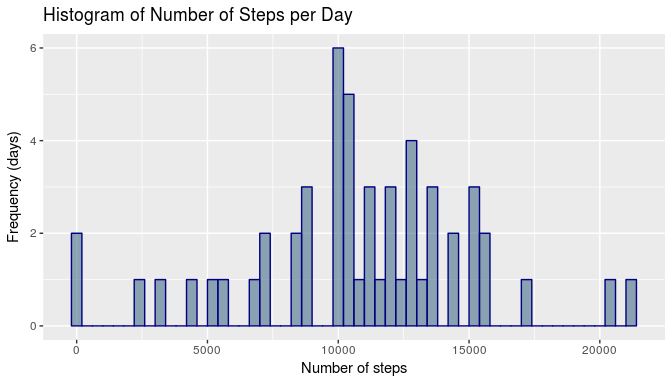 Histogram of Number of Steps per Day
6
4
2
0
Frequency (days)
0 5000 10000 15000 20000
Number of steps